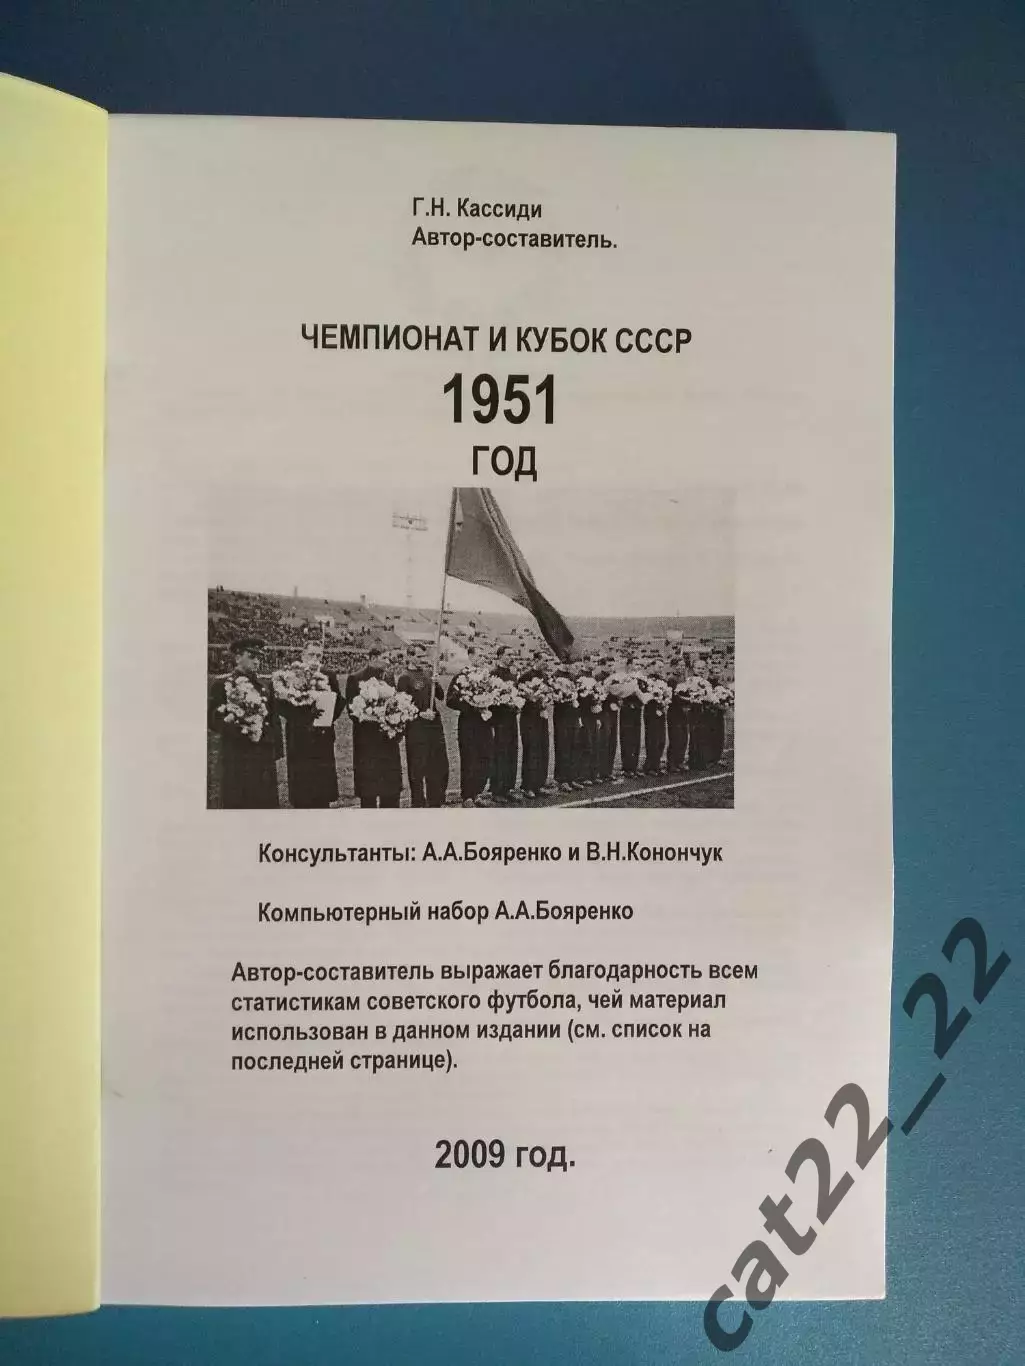 Г.Н. Кассиди
Автор-составитель.
ЧЕМПИОНАТ И КУБОК СССР
1951
ГОД
Консультанты: А.А.Бояренко и В.Н.Конончук
Компьютерный набор А.А.Бояренко
Автор-составитель выражает благодарность всем
статистикам советского футбола, чей материал
использован в данном издании (см. список на
последней странице).
2009 год.
cat22_22